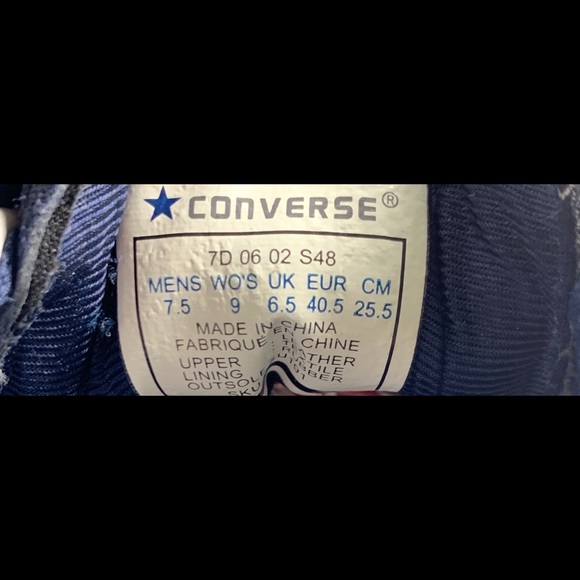 ★ CONVERSE®
7D 06 02 S48
MENS WO'S UK EUR CM
7.5 9 6.5 40.5 25.5
MADE IN CHINA
FABRIQUE CHINE
UPPER
LINING
OUTSOLE